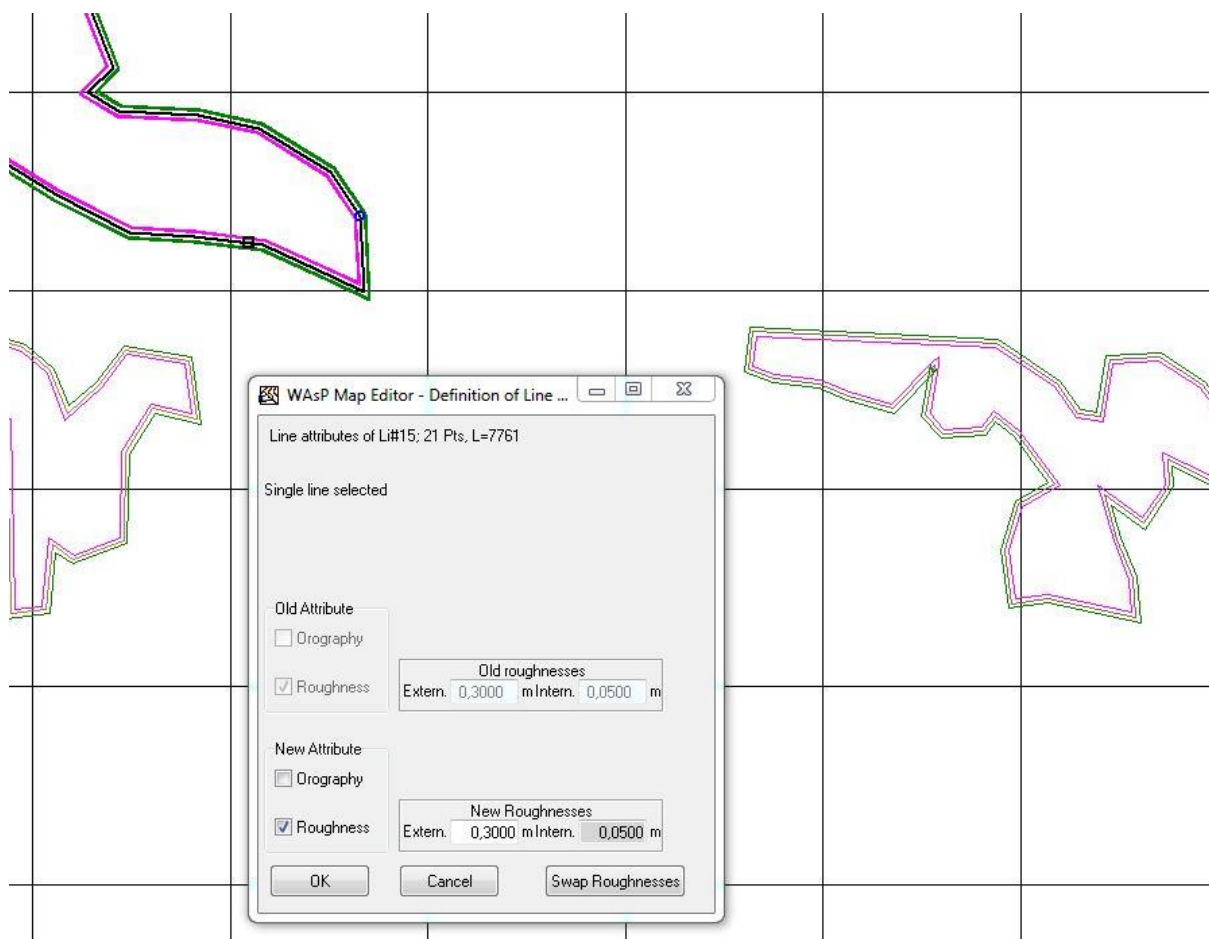 WAsP Map Editor - Definition of Line ...
Line attributes of Li#15; 21 Pts, L=7761
Single line selected
Old Attribute
Orography
Roughness
Old roughnesses
Extern. 0,3000 m Intern. 0,0500 m
New Attribute
Orography
Roughness
New Roughnesses
Extern. 0,3000 m Intern. 0,0500 m
OK
Cancel
Swap Roughnesses